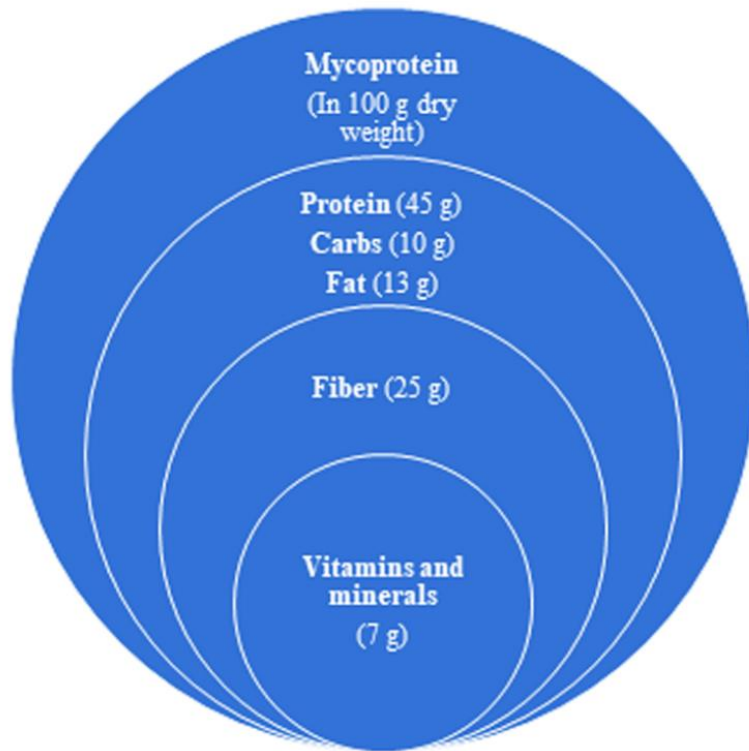 Mycoprotein
(In 100 g dry
weight)
Protein (45 g)
Carbs (10 g)
Fat (13 g)
Fiber (25 g)
Vitamins and
minerals
(7 g)